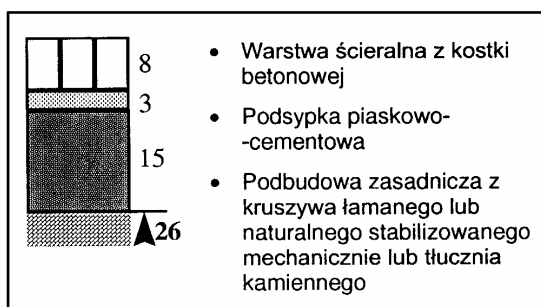 8
3
15
26
• Warstwa ścieralna z kostki
betonowej
• Podsypka piaskowo-
-cementowa
• Podbudowa zasadnicza z
kruszywa łamanego lub
naturalnego stabilizowanego
mechanicznie lub tłucznia
kamiennego